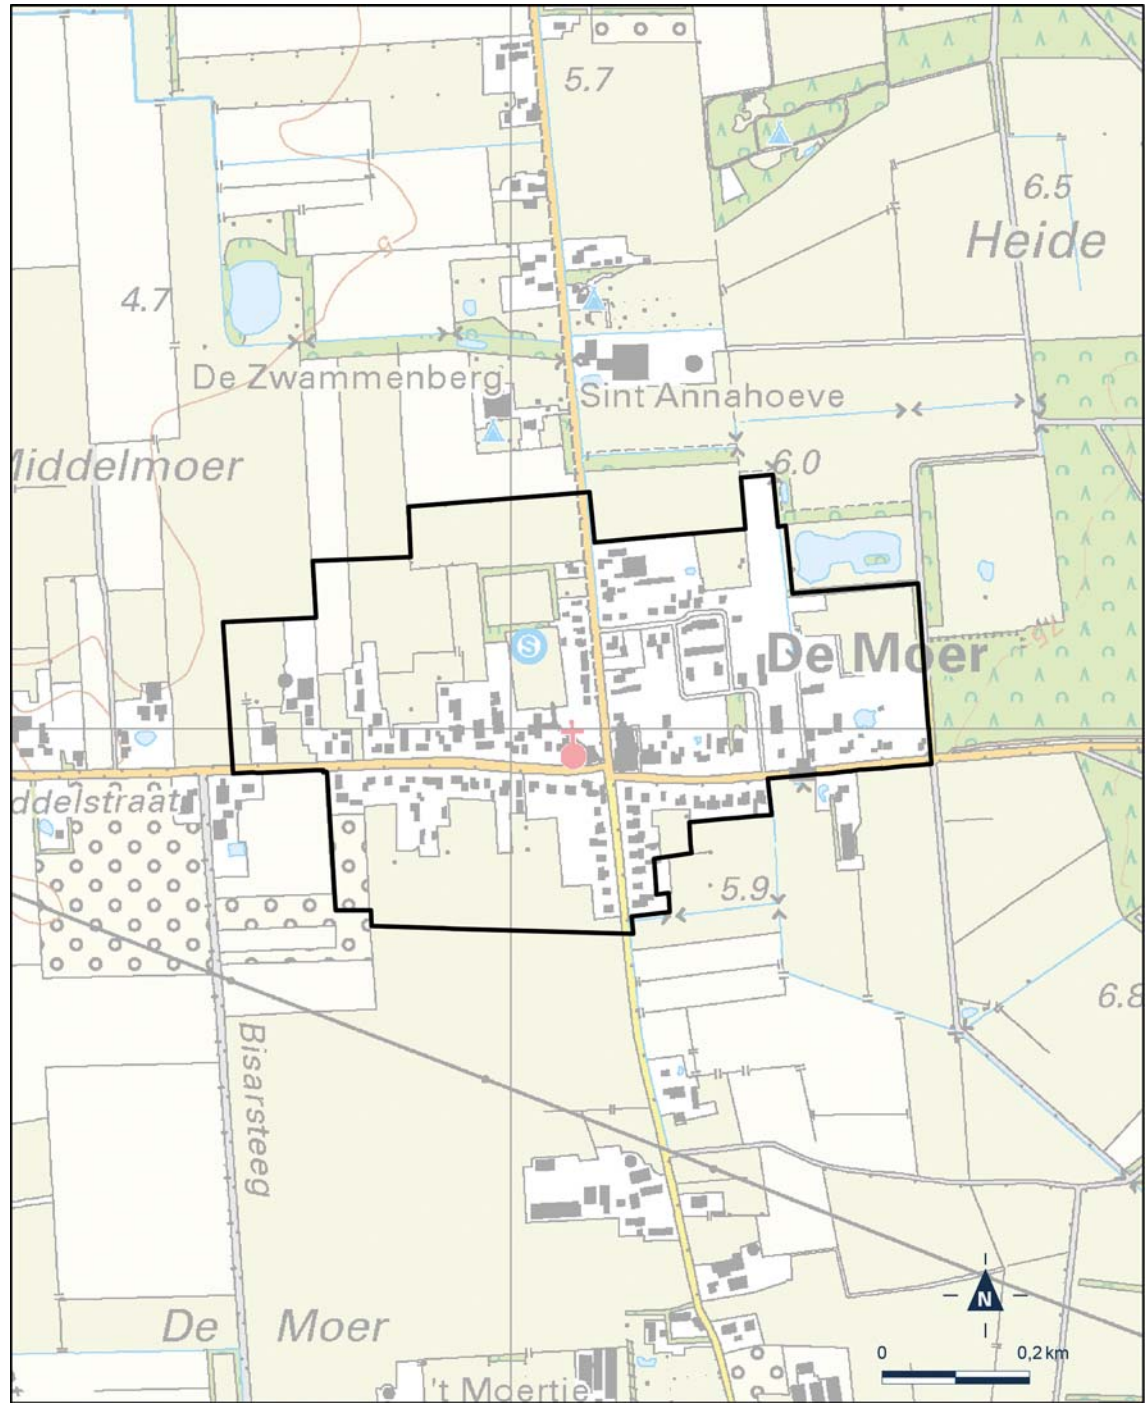 5.7
6.5
Heide
5
4.7
De Zwammenberg
Sint Annahoeve
Middelmoer
6.0
S
De Moer
ddelstraat
5.9
6.8
Bisarsteeg
N
De Moer
0 0,2 km
't Moertje